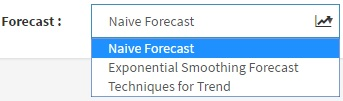 Forecast : Naive Forecast
Naive Forecast
Exponential Smoothing Forecast
Techniques for Trend